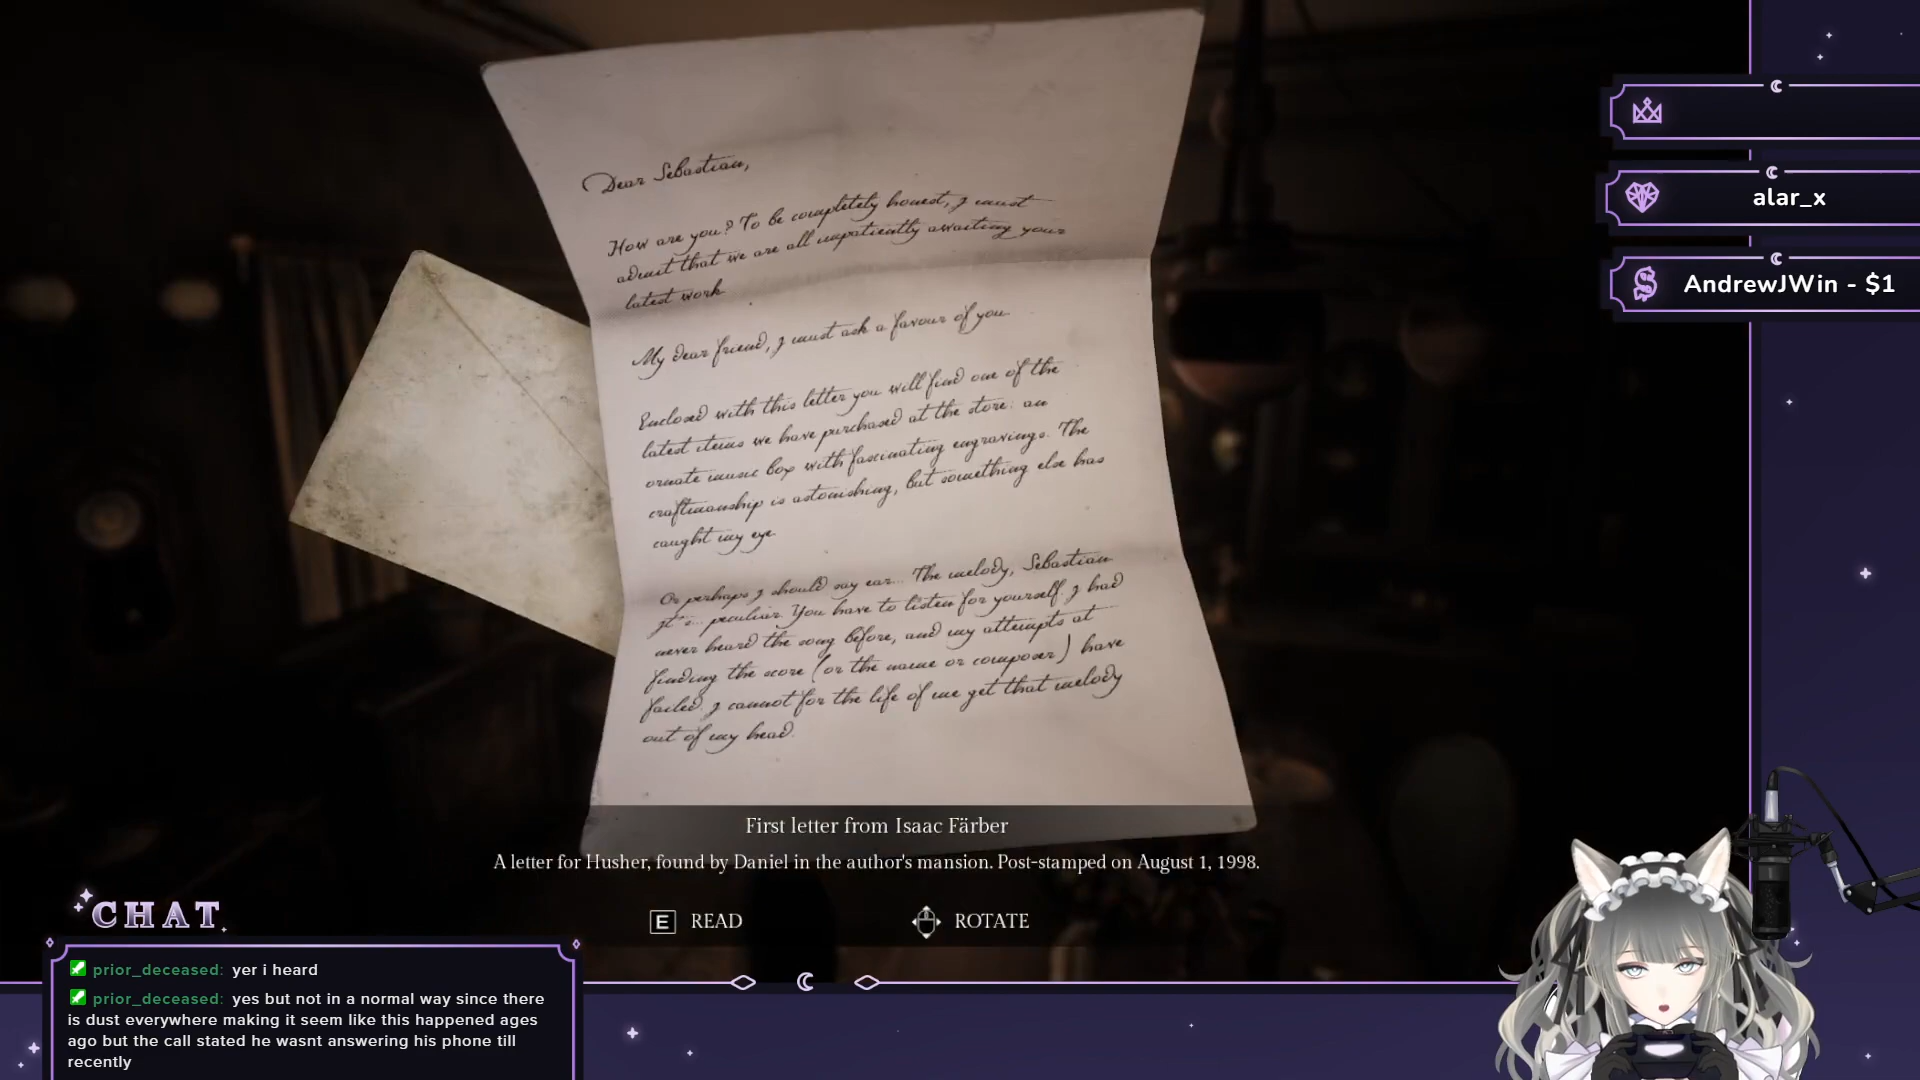 Dear Sebastian,
How are you? To be completely honest, I must
admit that we are all impatiently awaiting your
latest work.
My dear friend, I must ask a favour of you.
Enclosed with this letter you will find one of the
latest items we have purchased at the store: an
ornate music box with fascinating engravings. The
craftmanship is astonishing, but something else has
caught my eye.
Or perhaps I should say ear... The melody, Sebastian.
It's... peculiar. You have to listen for yourself. I had
never heard the song before, and my attempts at
finding the score (or the name or composer) have
failed. I cannot for the life of me get that melody
out of my head.
First letter from Isaac Färber
A letter for Husher, found by Daniel in the author's mansion. Post-stamped on August 1, 1998.
E READ
ROTATE
alar_x
AndrewJWin - $1
CHAT
prior_deceased: yer i heard
prior_deceased: yes but not in a normal way since there
is dust everywhere making it seem like this happened ages
ago but the call stated he wasnt answering his phone till
recently